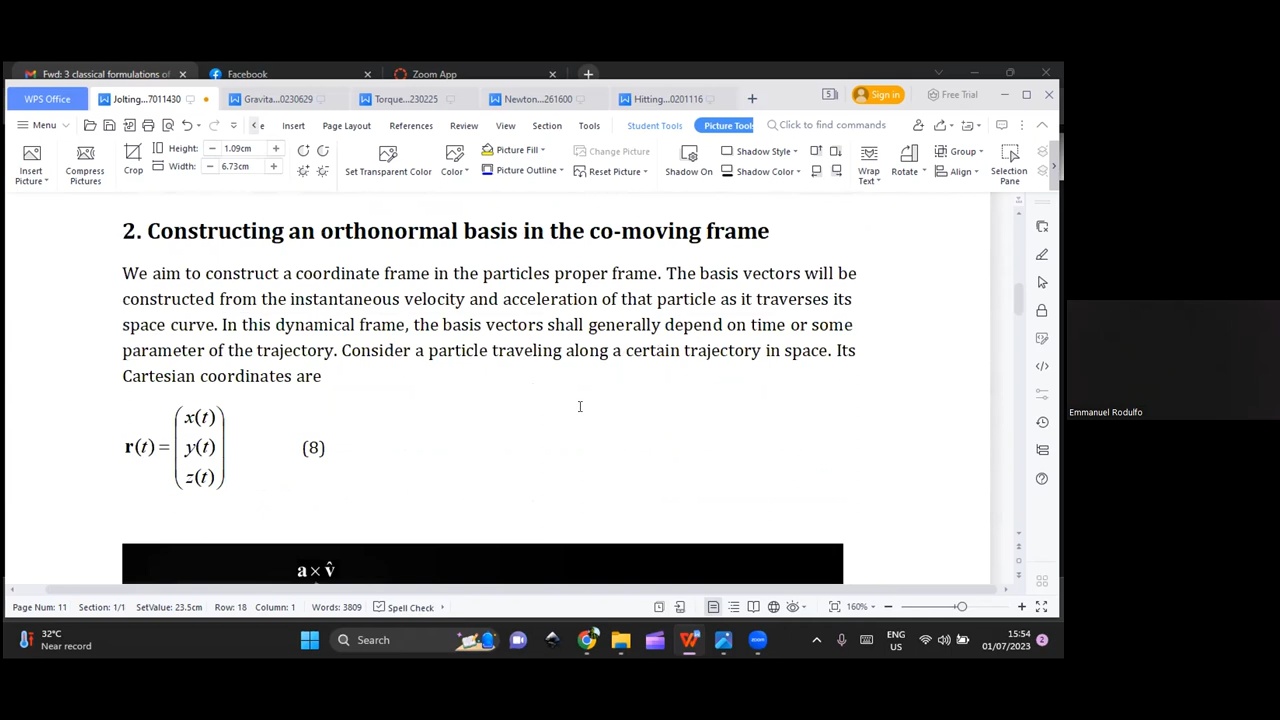 Fwd: 3 classical formulations of
Facebook
Zoom App
WPS Office
Jolting...7011430
Gravita...0230629
Torque...230225
Newton...261600
Hitting...0201116
Sign in
Free Trial
Menu
e
Insert
Page Layout
References
Review
View
Section
Tools
Student Tools
Picture Tools
Click to find commands
Insert Picture
Compress Pictures
Crop
Height: 1.09cm
Width: 6.73cm
Set Transparent Color
Color
Picture Fill
Picture Outline
Change Picture
Reset Picture
Shadow On
Shadow Style
Shadow Color
Wrap Text
Rotate
Group
Align
Selection Pane
2. Constructing an orthonormal basis in the co-moving frame
We aim to construct a coordinate frame in the particles proper frame. The basis vectors will be
constructed from the instantaneous velocity and acceleration of that particle as it traverses its
space curve. In this dynamical frame, the basis vectors shall generally depend on time or some
parameter of the trajectory. Consider a particle traveling along a certain trajectory in space. Its
Cartesian coordinates are
x(t)
r(t) = y(t) (8)
z(t)
a × v̂
Emmanuel Rodulfo
Page Num: 11 Section: 1/1 SetValue: 23.5cm Row: 18 Column: 1 Words: 3809 Spell Check 160%
32°C
Near record
Search
ENG
US
15:54
01/07/2023
2